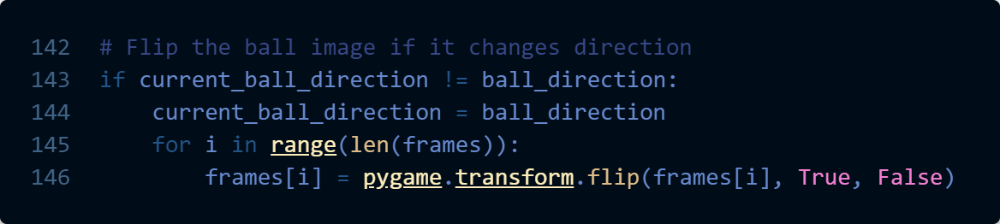 142 # Flip the ball image if it changes direction
143 if current_ball_direction != ball_direction:
144     current_ball_direction = ball_direction
145     for i in range(len(frames)):
146         frames[i] = pygame.transform.flip(frames[i], True, False)